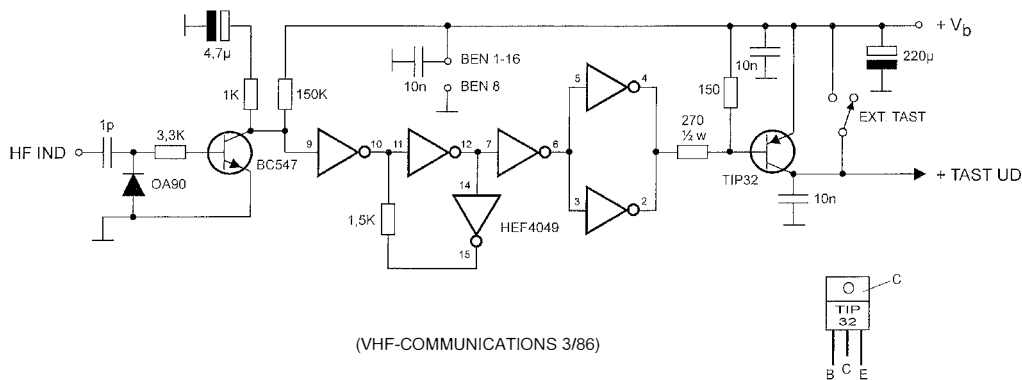 4,7µ
1K
150K
10n
BEN 1-16
BEN 8
10n
150
220µ
+ Vb
EXT. TAST
HF IND
1p
3,3K
OA90
BC547
9
10
11
12
7
6
5
4
3
2
14
15
1,5K
HEF4049
270
½ w
TIP32
10n
+ TAST UD
C
TIP
32
B C E
(VHF-COMMUNICATIONS 3/86)